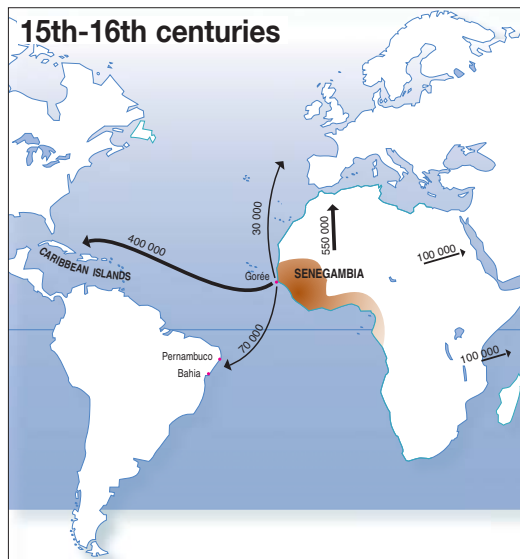 15th-16th centuries
400 000
30 000
550 000
100 000
CARIBBEAN ISLANDS
Gorée
SENEGAMBIA
70 000
Pernambuco
Bahia
100 000